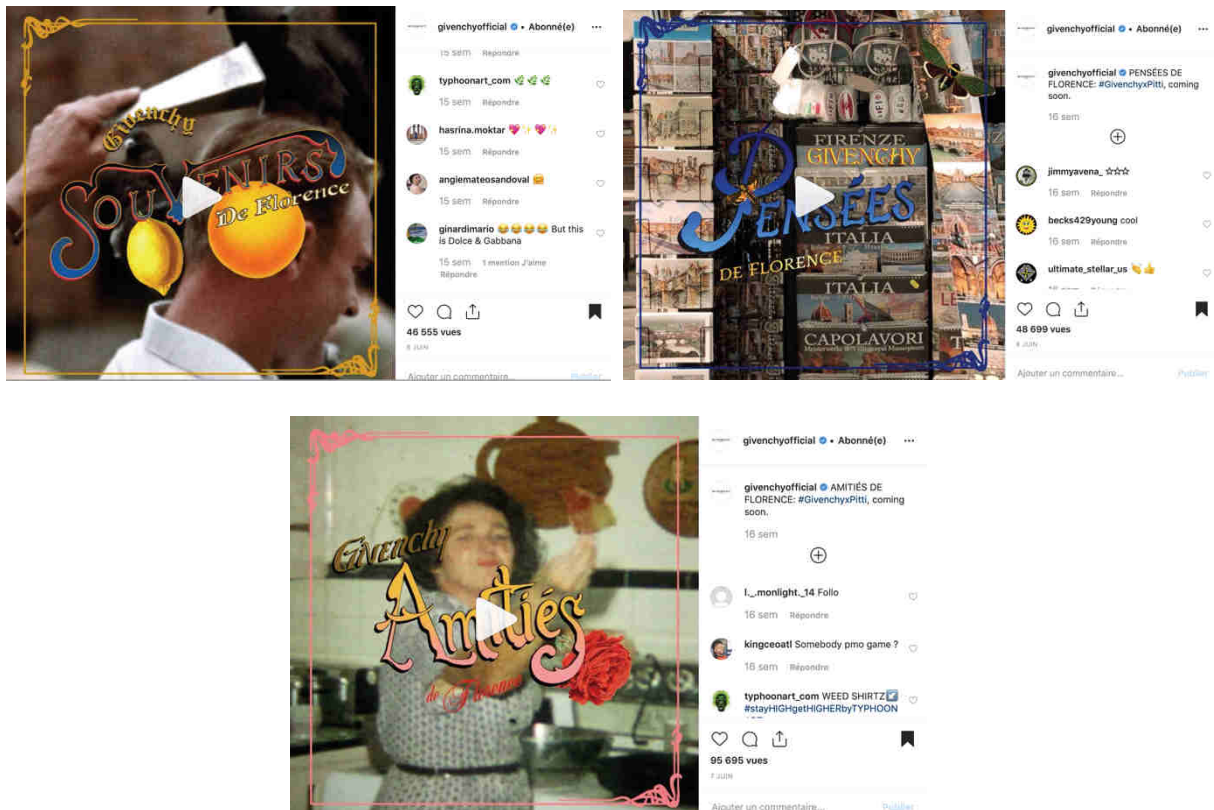 Givenchy
SOUVENIRS
De Florence
givenchyofficial • Abonné(e) •••
15 sem Répondre
typhoonart_com 🌿🌿🌿
15 sem Répondre
hasrina.moktar 💖✨💖✨
15 sem Répondre
angiemateosandoval 🤗
15 sem Répondre
ginardimario 😂😂😂😂 But this
is Dolce & Gabbana
15 sem 1 mention J'aime
Répondre
46 555 vues
8 JUIN
Ajouter un commentaire... Publier
FIRENZE
GIVENCHY
PENSÉES
ITALIA
DE FLORENCE
ITALIA
CAPOLAVORI
givenchyofficial • Abonné(e) •••
givenchyofficial PENSÉES DE
FLORENCE: #GivenchyxPitti, coming
soon.
16 sem
jimmyavena_ ☆☆☆
16 sem Répondre
becks429young cool
16 sem Répondre
ultimate_stellar_us 👏👍
48 699 vues
8 JUIN
Ajouter un commentaire... Publier
Givenchy
Amitiés
de Florence
givenchyofficial • Abonné(e) •••
givenchyofficial AMITIÉS DE
FLORENCE: #GivenchyxPitti, coming
soon.
16 sem
l._.monlight._14 Follo
16 sem Répondre
kingceoatl Somebody pmo game ?
16 sem Répondre
typhoonart_com WEED SHIRTZ↙️
#stayHIGHgetHIGHERbyTYPHOON
95 695 vues
7 JUIN
Ajouter un commentaire... Publier